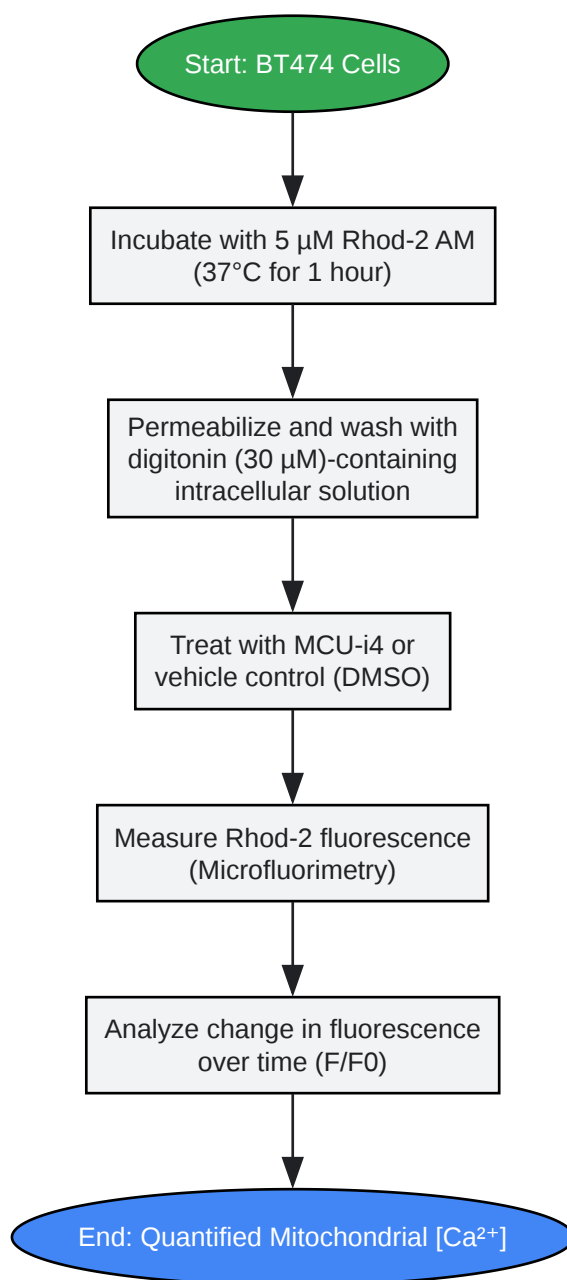 Start: BT474 Cells
Incubate with 5 µM Rhod-2 AM
(37°C for 1 hour)
Permeabilize and wash with
digitonin (30 µM)-containing
intracellular solution
Treat with MCU-i4 or
vehicle control (DMSO)
Measure Rhod-2 fluorescence
(Microfluorimetry)
Analyze change in fluorescence
over time (F/F0)
End: Quantified Mitochondrial [Ca²⁺]